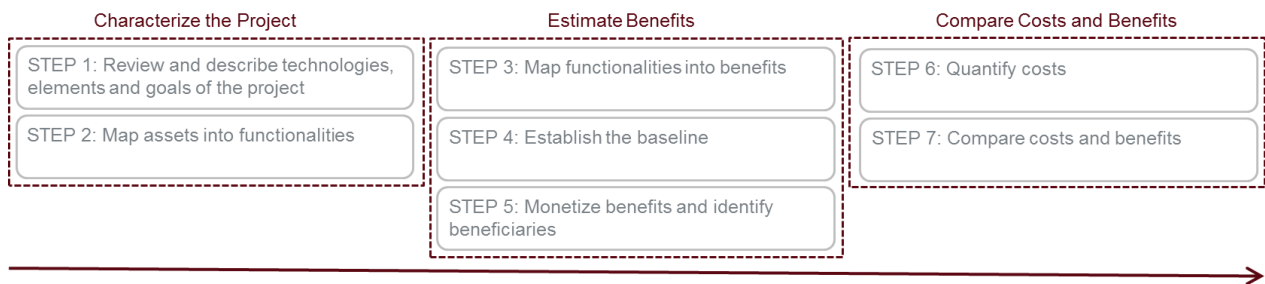 Characterize the Project
STEP 1: Review and describe technologies,
elements and goals of the project
STEP 2: Map assets into functionalities
Estimate Benefits
STEP 3: Map functionalities into benefits
STEP 4: Establish the baseline
STEP 5: Monetize benefits and identify
beneficiaries
Compare Costs and Benefits
STEP 6: Quantify costs
STEP 7: Compare costs and benefits